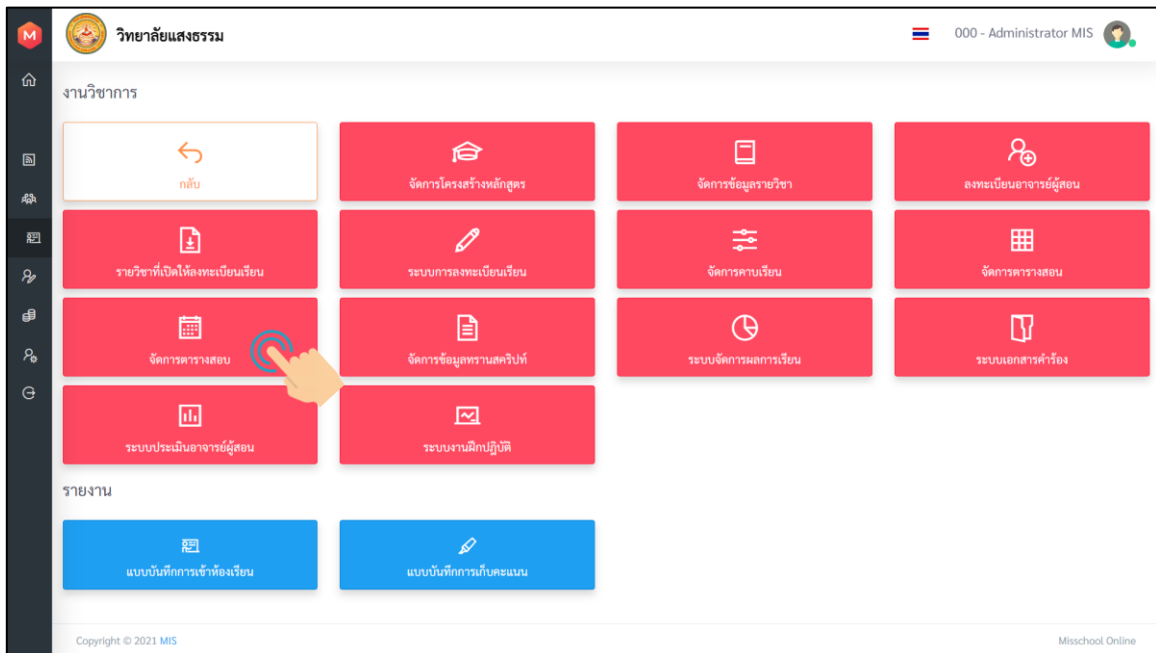 M
วิทยาลัยแสงธรรม
000 - Administrator MIS
งานวิชาการ
กลับ
จัดการโครงสร้างหลักสูตร
จัดการข้อมูลรายวิชา
ลงทะเบียนอาจารย์ผู้สอน
รายวิชาที่เปิดให้ลงทะเบียนเรียน
ระบบการลงทะเบียนเรียน
จัดการคาบเรียน
จัดการตารางสอน
จัดการตารางสอบ
จัดการข้อมูลทรานสคริปท์
ระบบจัดการผลการเรียน
ระบบเอกสารคำร้อง
ระบบประเมินอาจารย์ผู้สอน
ระบบงานฝึกปฏิบัติ
รายงาน
แบบบันทึกการเข้าห้องเรียน
แบบบันทึกการเก็บคะแนน
Copyright © 2021 MIS
Misschool Online